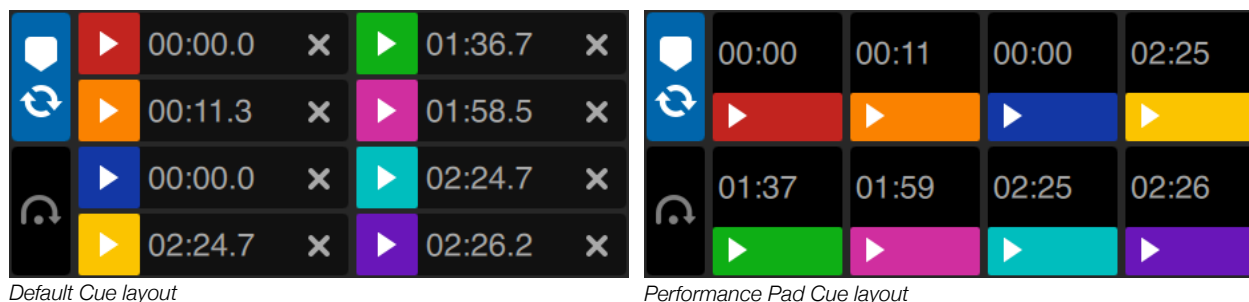 00:00.0 01:36.7
00:11.3 01:58.5
00:00.0 02:24.7
02:24.7 02:26.2
Default Cue layout
00:00 00:11 00:00 02:25
01:37 01:59 02:25 02:26
Performance Pad Cue layout